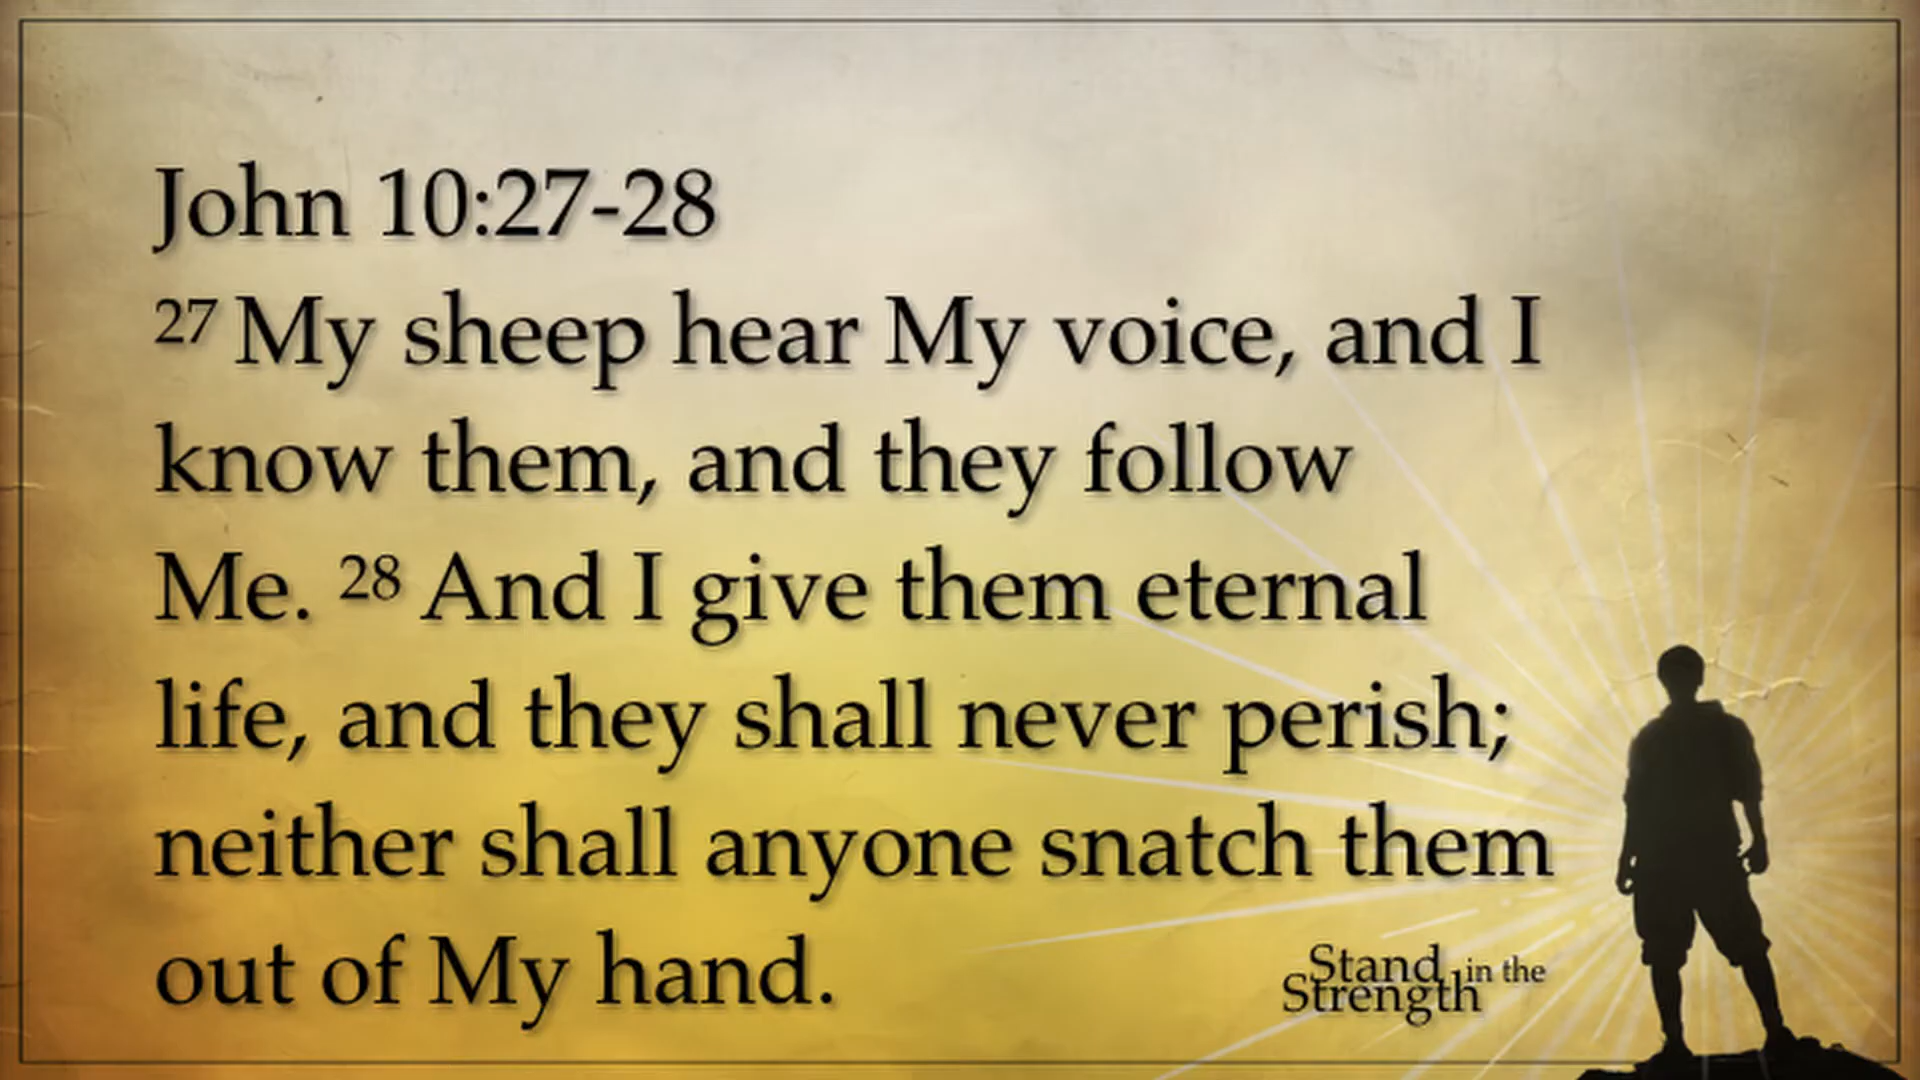 John 10:27-28
27 My sheep hear My voice, and I
know them, and they follow
Me. 28 And I give them eternal
life, and they shall never perish;
neither shall anyone snatch them
out of My hand.
Stand in the
Strength